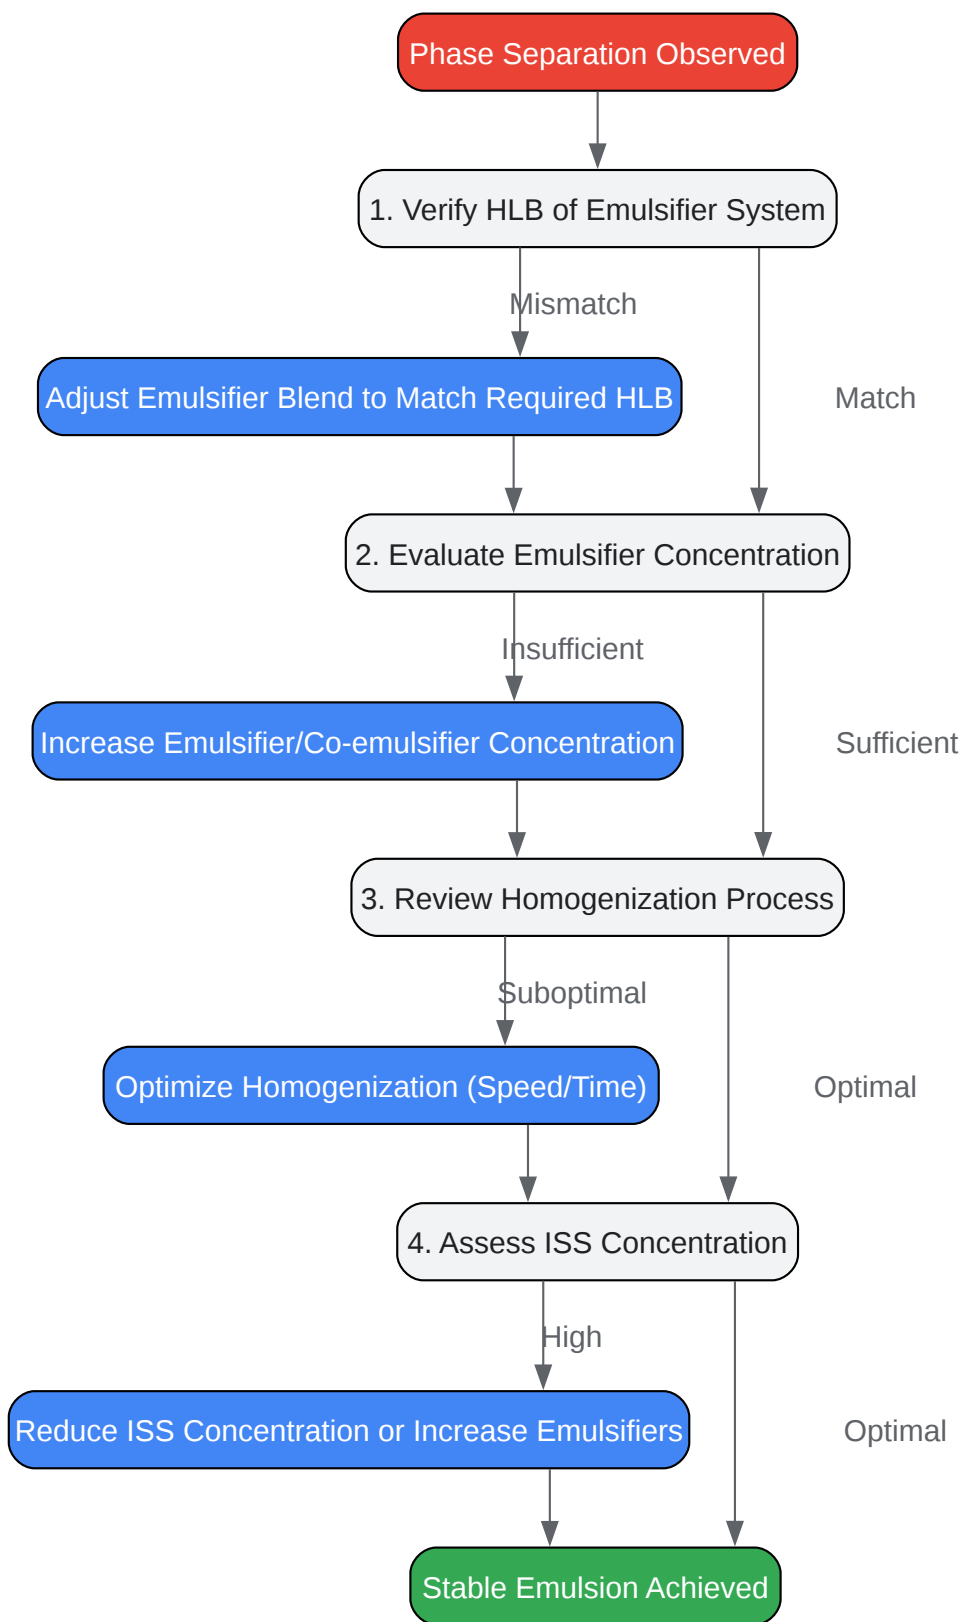 Phase Separation Observed
1. Verify HLB of Emulsifier System
Mismatch
Adjust Emulsifier Blend to Match Required HLB
Match
2. Evaluate Emulsifier Concentration
Insufficient
Increase Emulsifier/Co-emulsifier Concentration
Sufficient
3. Review Homogenization Process
Suboptimal
Optimize Homogenization (Speed/Time)
Optimal
4. Assess ISS Concentration
High
Reduce ISS Concentration or Increase Emulsifiers
Optimal
Stable Emulsion Achieved